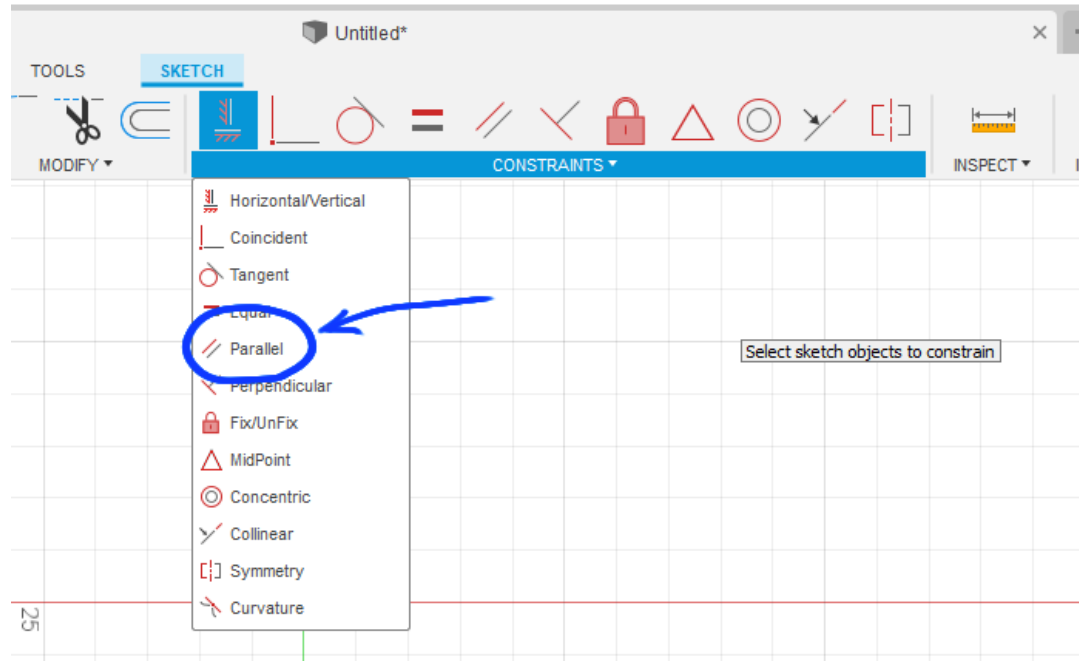 Untitled*
TOOLS
SKETCH
MODIFY
CONSTRAINTS
INSPECT
Horizontal/Vertical
Coincident
Tangent
Equal
Parallel
Select sketch objects to constrain
Perpendicular
Fix/UnFix
MidPoint
Concentric
Collinear
Symmetry
Curvature
25